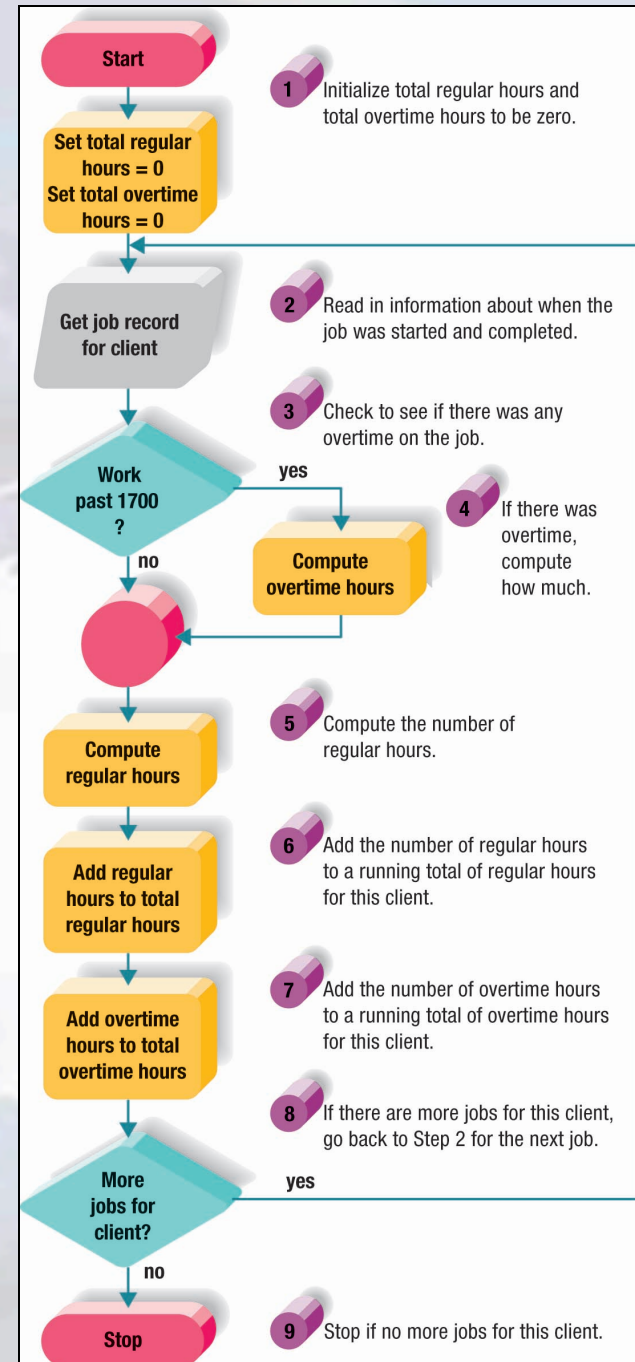 Start
1
Initialize total regular hours and
total overtime hours to be zero.
Set total regular
hours = 0
Set total overtime
hours = 0
Get job record
for client
2
Read in information about when the
job was started and completed.
3
Check to see if there was any
overtime on the job.
Work
past 1700
?
yes
no
Compute
overtime hours
4
If there was
overtime,
compute
how much.
Compute
regular hours
5
Compute the number of
regular hours.
Add regular
hours to total
regular hours
6
Add the number of regular hours
to a running total of regular hours
for this client.
Add overtime
hours to total
overtime hours
7
Add the number of overtime hours
to a running total of overtime hours
for this client.
8
If there are more jobs for this client,
go back to Step 2 for the next job.
More
jobs for
client?
yes
no
Stop
9
Stop if no more jobs for this client.